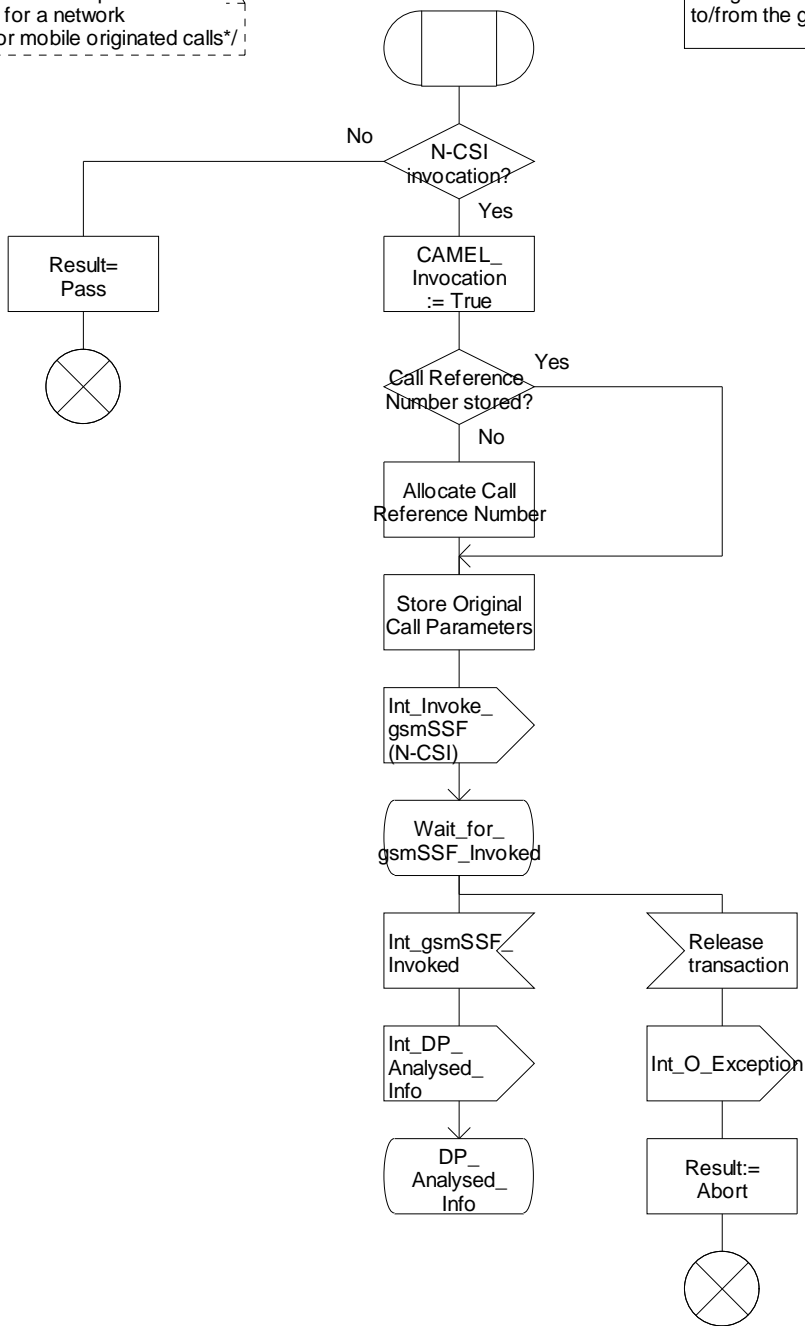 for a network
or mobile originated calls*/
to/from the g
No
N-CSI
invocation?
Yes
Result=
Pass
CAMEL_
Invocation
:= True
Call Reference
Number stored?
Yes
No
Allocate Call
Reference Number
Store Original
Call Parameters
Int_Invoke_
gsmSSF
(N-CSI)
Wait_for_
gsmSSF_Invoked
Int_gsmSSF_
Invoked
Release
transaction
Int_DP_
Analysed_
Info
Int_O_Exception
DP_
Analysed_
Info
Result:=
Abort